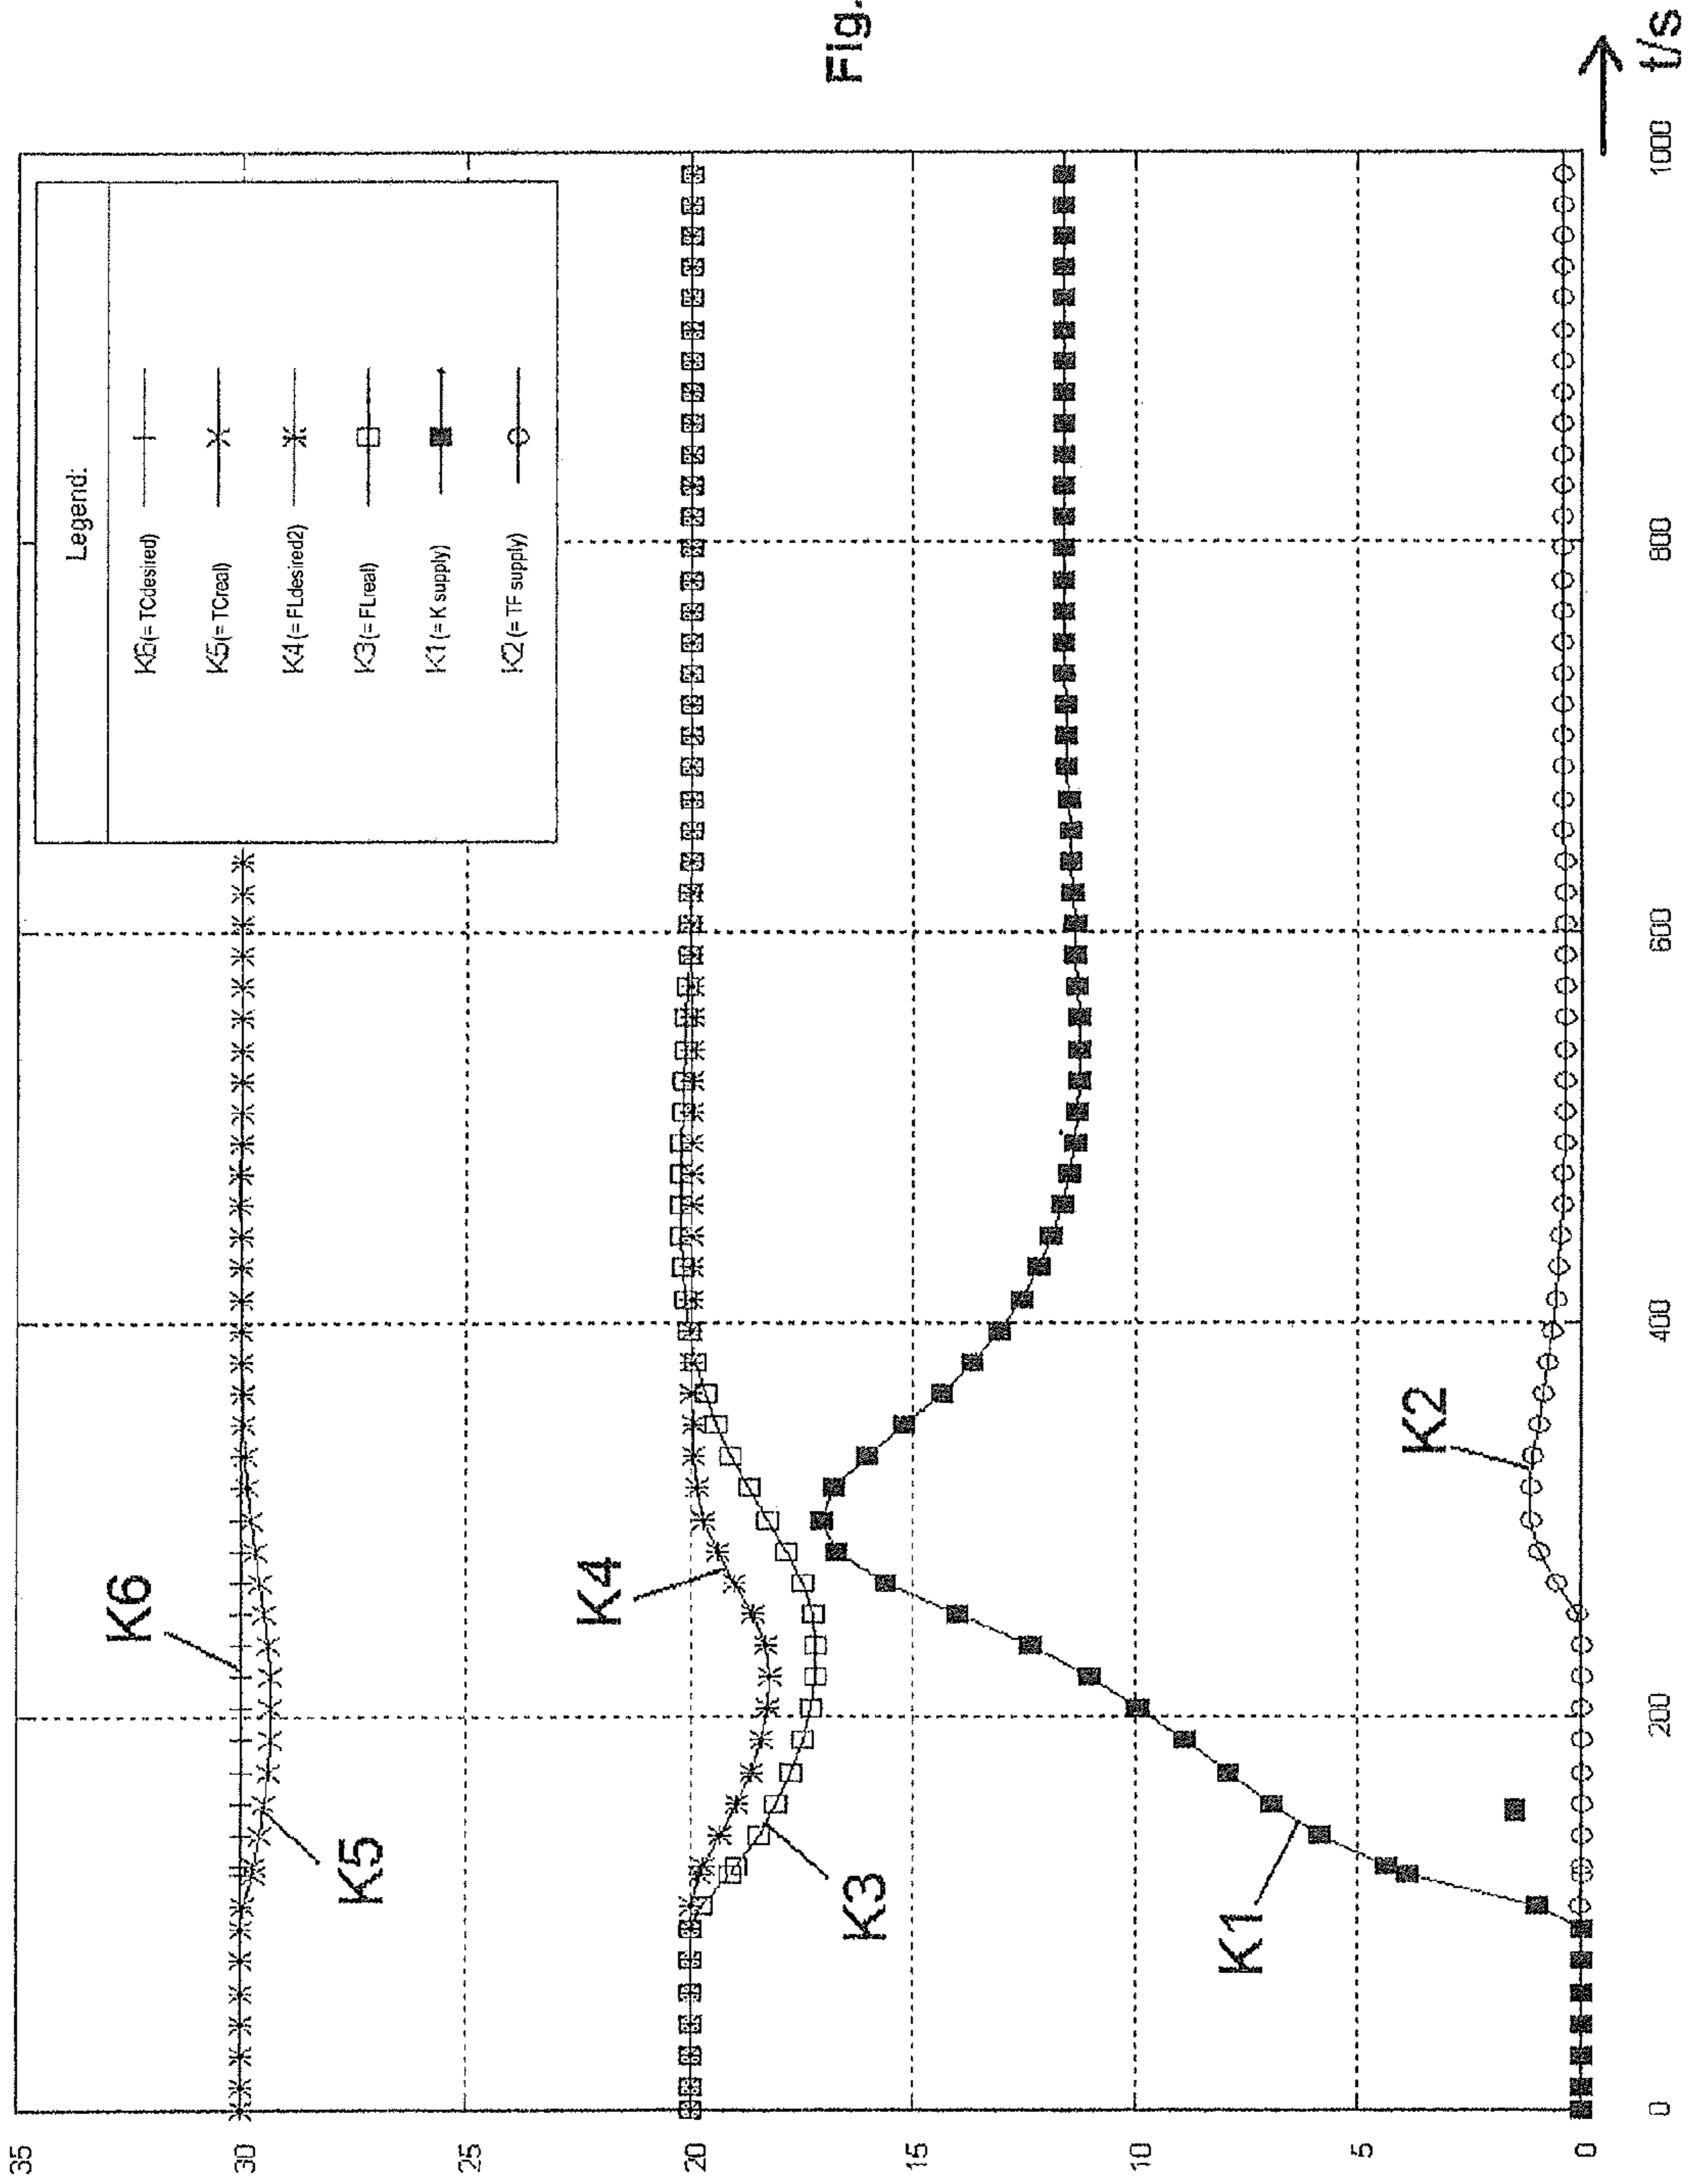 Fig.
Legend:
K6(= TCdesired)
K5(= TCreal)
K4(= FLdesired2)
K3(= FLreal)
K1(= K supply)
K2(= TF supply)
35
30
25
20
15
10
5
0
K6
K5
K4
K3
K1
K2
0
200
400
600
800
1000
t/s